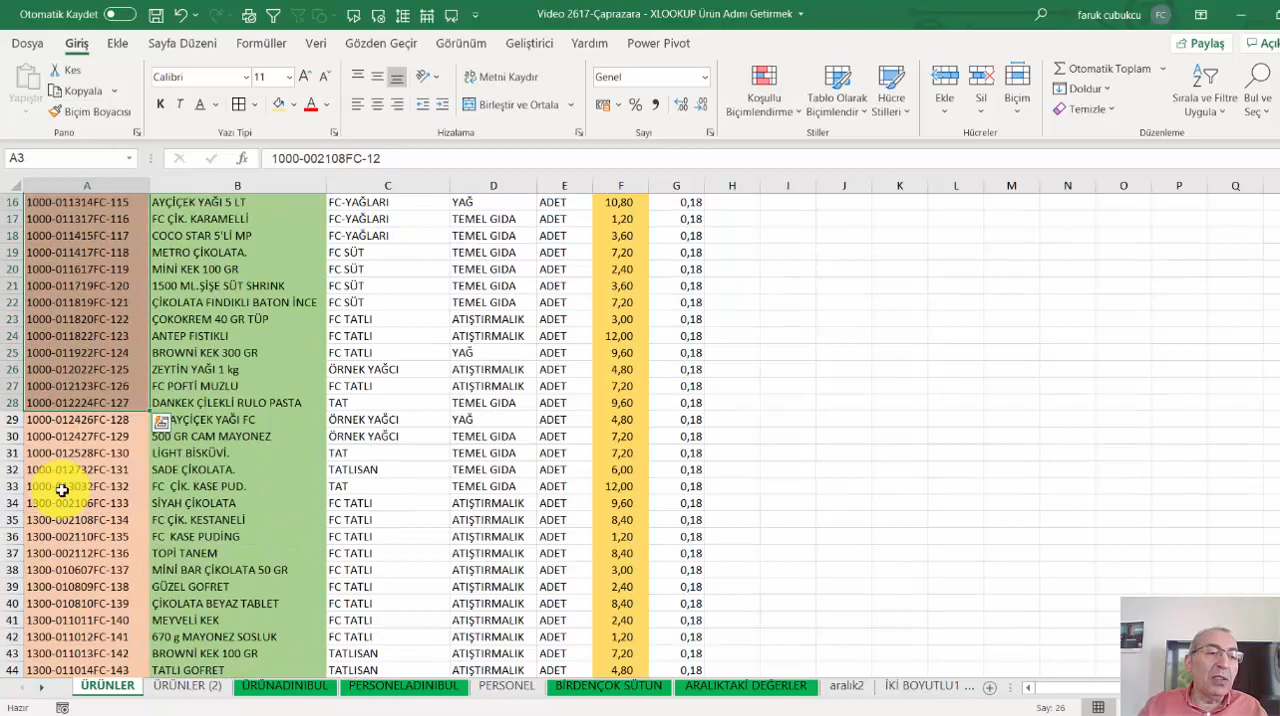 Otomatik Kaydet
Video 2617-Çaprazara - XLOOKUP Ürün Adını Getirmek
faruk cubukcu FC
Dosya Giriş Ekle Sayfa Düzeni Formüller Veri Gözden Geçir Görünüm Geliştirici Yardım Power Pivot Paylaş
Yapıştır Kes Kopyala Biçim Boyacısı
Calibri 11
K T A
Metni Kaydır
Birleştir ve Ortala
Genel
Koşullu Biçimlendirme
Tablo Olarak Biçimlendir
Hücre Stilleri
Ekle Sil Biçim
Otomatik Toplam
Doldur
Temizle
Sırala ve Filtre Uygula
Bul ve Seç
Pano Yazı Tipi Hizalama Sayı Stiller Hücreler Düzenleme
A3 fx 1000-002108FC-12
A B C D E F G H I J K L M N O P Q
16 1000-011314FC-115 AYÇİÇEK YAĞI 5 LT FC-YAĞLARI YAĞ ADET 10,80 0,18
17 1000-011317FC-116 FC ÇİK. KARAMELLİ FC-YAĞLARI TEMEL GIDA ADET 1,20 0,18
18 1000-011415FC-117 COCO STAR 5'Lİ MP FC-YAĞLARI TEMEL GIDA ADET 3,60 0,18
19 1000-011417FC-118 METRO ÇİKOLATA. FC SÜT TEMEL GIDA ADET 7,20 0,18
20 1000-011617FC-119 MİNİ KEK 100 GR FC SÜT TEMEL GIDA ADET 2,40 0,18
21 1000-011719FC-120 1500 ML.ŞİŞE SÜT SHRINK FC SÜT TEMEL GIDA ADET 3,60 0,18
22 1000-011819FC-121 ÇİKOLATA FINDIKLI BATON İNCE FC SÜT TEMEL GIDA ADET 7,20 0,18
23 1000-011820FC-122 ÇOKOKREM 40 GR TÜP FC TATLI ATIŞTIRMALIK ADET 3,00 0,18
24 1000-011822FC-123 ANTEP FISTIKLI FC TATLI ATIŞTIRMALIK ADET 12,00 0,18
25 1000-011922FC-124 BROWNİ KEK 300 GR FC TATLI YAĞ ADET 9,60 0,18
26 1000-012022FC-125 ZEYTİN YAĞI 1 kg ÖRNEK YAĞCI ATIŞTIRMALIK ADET 4,80 0,18
27 1000-012123FC-126 FC POFTİ MUZLU FC TATLI ATIŞTIRMALIK ADET 7,20 0,18
28 1000-012224FC-127 DANKEK ÇİLEKLİ RULO PASTA TAT TEMEL GIDA ADET 9,60 0,18
29 1000-012426FC-128 AYÇİÇEK YAĞI FC ÖRNEK YAĞCI YAĞ ADET 4,80 0,18
30 1000-012427FC-129 500 GR CAM MAYONEZ ÖRNEK YAĞCI TEMEL GIDA ADET 7,20 0,18
31 1000-012528FC-130 LİGHT BİSKÜVİ. TAT TEMEL GIDA ADET 7,20 0,18
32 1000-012732FC-131 SADE ÇİKOLATA. TATLISAN TEMEL GIDA ADET 6,00 0,18
33 1000-013032FC-132 FC ÇİK. KASE PUD. TAT TEMEL GIDA ADET 12,00 0,18
34 1300-002106FC-133 SİYAH ÇİKOLATA FC TATLI ATIŞTIRMALIK ADET 9,60 0,18
35 1300-002108FC-134 FC ÇİK. KESTANELİ FC TATLI ATIŞTIRMALIK ADET 8,40 0,18
36 1300-002110FC-135 FC KASE PUDİNG FC TATLI ATIŞTIRMALIK ADET 1,20 0,18
37 1300-002112FC-136 TOPİ TANEM FC TATLI ATIŞTIRMALIK ADET 8,40 0,18
38 1300-010607FC-137 MİNİ BAR ÇİKOLATA 50 GR FC TATLI ATIŞTIRMALIK ADET 3,00 0,18
39 1300-010809FC-138 GÜZEL GOFRET FC TATLI ATIŞTIRMALIK ADET 2,40 0,18
40 1300-010810FC-139 ÇİKOLATA BEYAZ TABLET FC TATLI ATIŞTIRMALIK ADET 8,40 0,18
41 1300-011011FC-140 MEYVELİ KEK FC TATLI ATIŞTIRMALIK ADET 2,40 0,18
42 1300-011012FC-141 670 g MAYONEZ SOSLUK FC TATLI ATIŞTIRMALIK ADET 1,20 0,18
43 1300-011013FC-142 BROWNİ KEK 100 GR TATLISAN ATIŞTIRMALIK ADET 7,20 0,18
44 1300-011014FC-143 TATLI GOFRET TATLISAN ATIŞTIRMALIK ADET 4,80 0,18
ÜRÜNLER ÜRÜNLER (2) ÜRÜNADINIBUL PERSONELADINIBUL PERSONEL BİRDENÇOK SÜTUN ARALIKTAKİ DEĞERLER aralık2 İKİ BOYUTLU1 ...
Hazır Say: 26